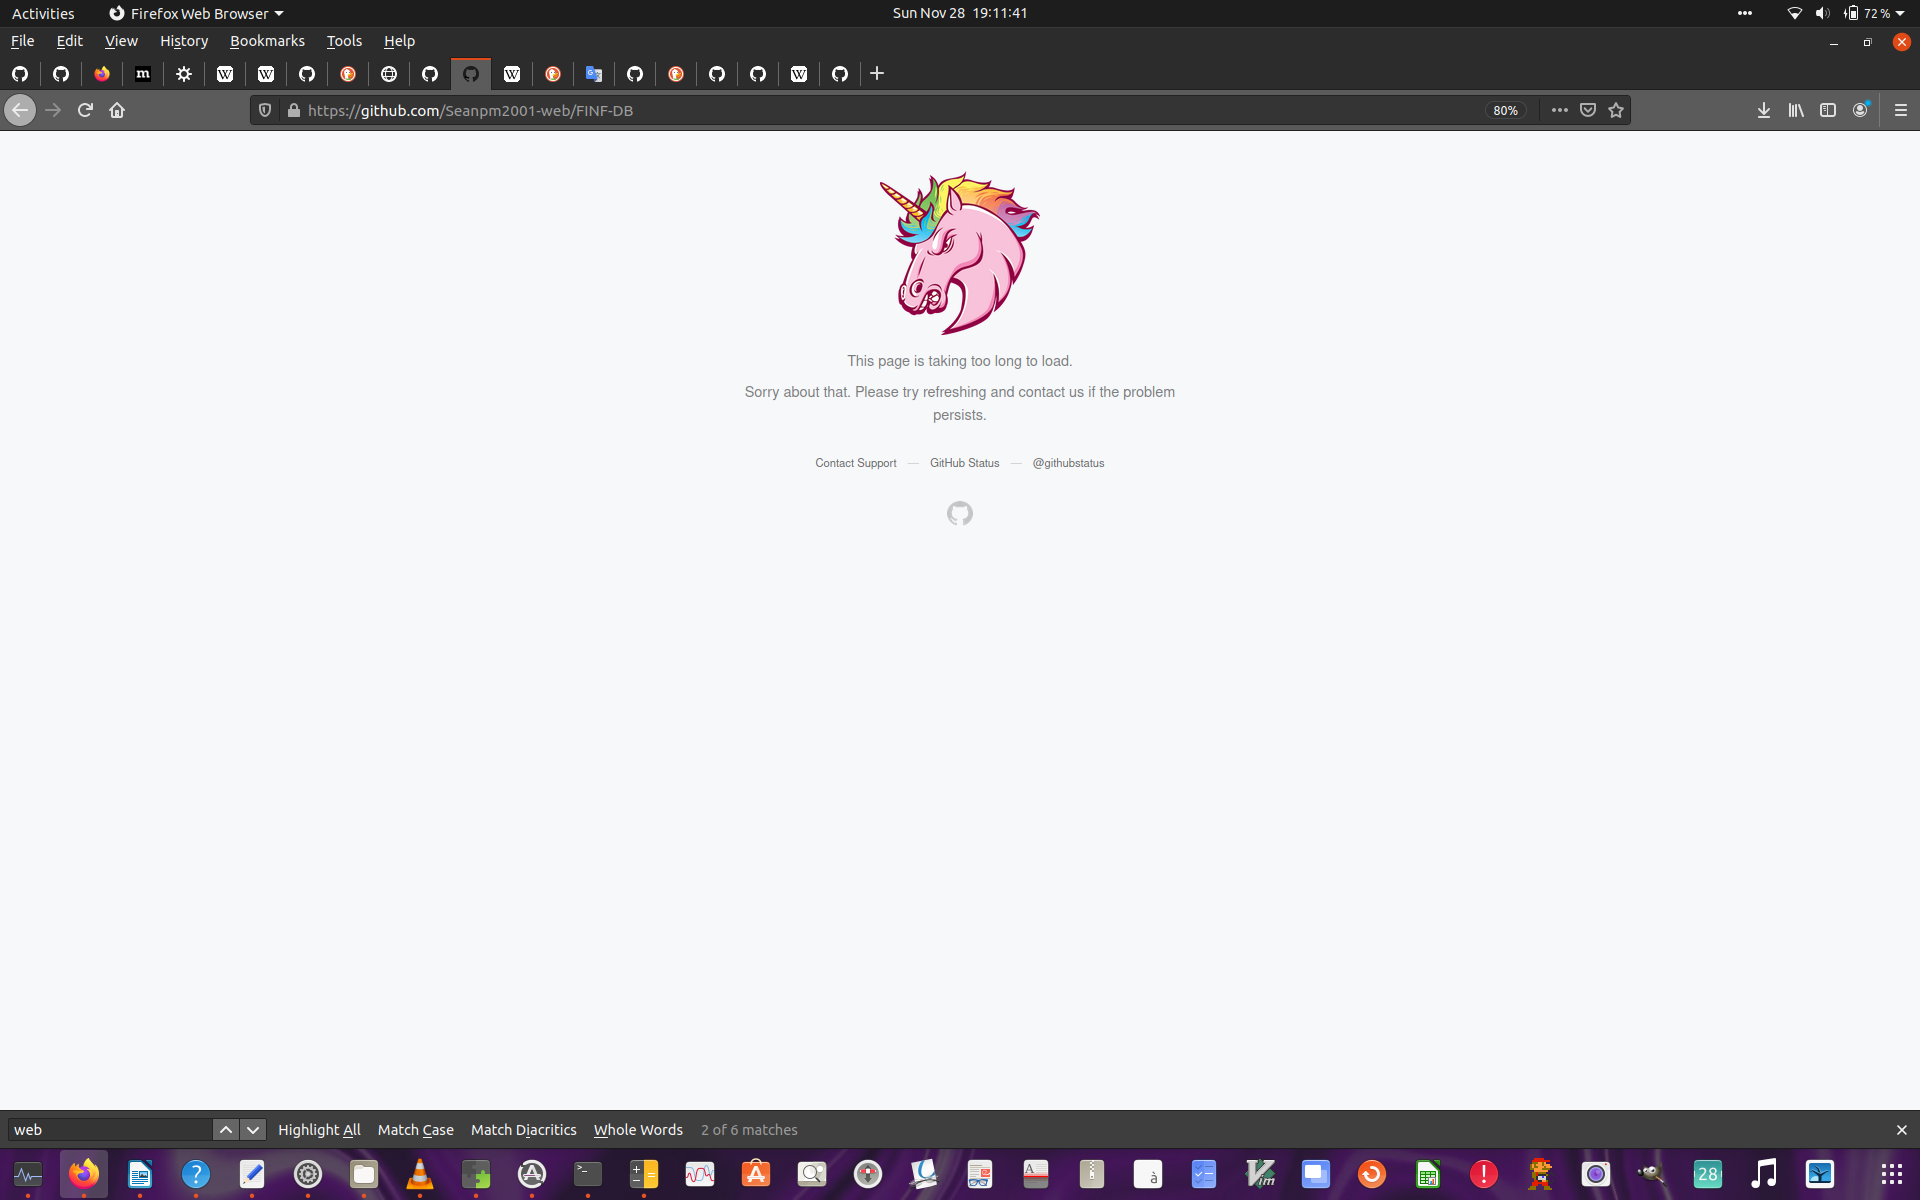 Activities Firefox Web Browser Sun Nov 28 19:11:41 72 %
File Edit View History Bookmarks Tools Help
https://github.com/Seanpm2001-web/FINF-DB 80%
This page is taking too long to load.
Sorry about that. Please try refreshing and contact us if the problem
persists.
Contact Support — GitHub Status — @githubstatus
web Highlight All Match Case Match Diacritics Whole Words 2 of 6 matches
28